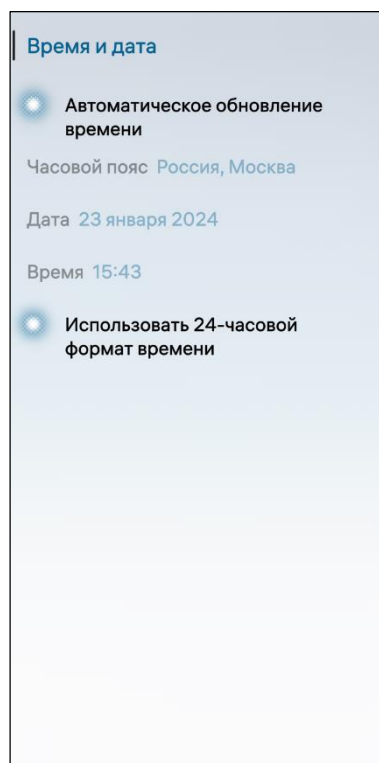 Время и дата
Автоматическое обновление
времени
Часовой пояс Россия, Москва
Дата 23 января 2024
Время 15:43
Использовать 24-часовой
формат времени